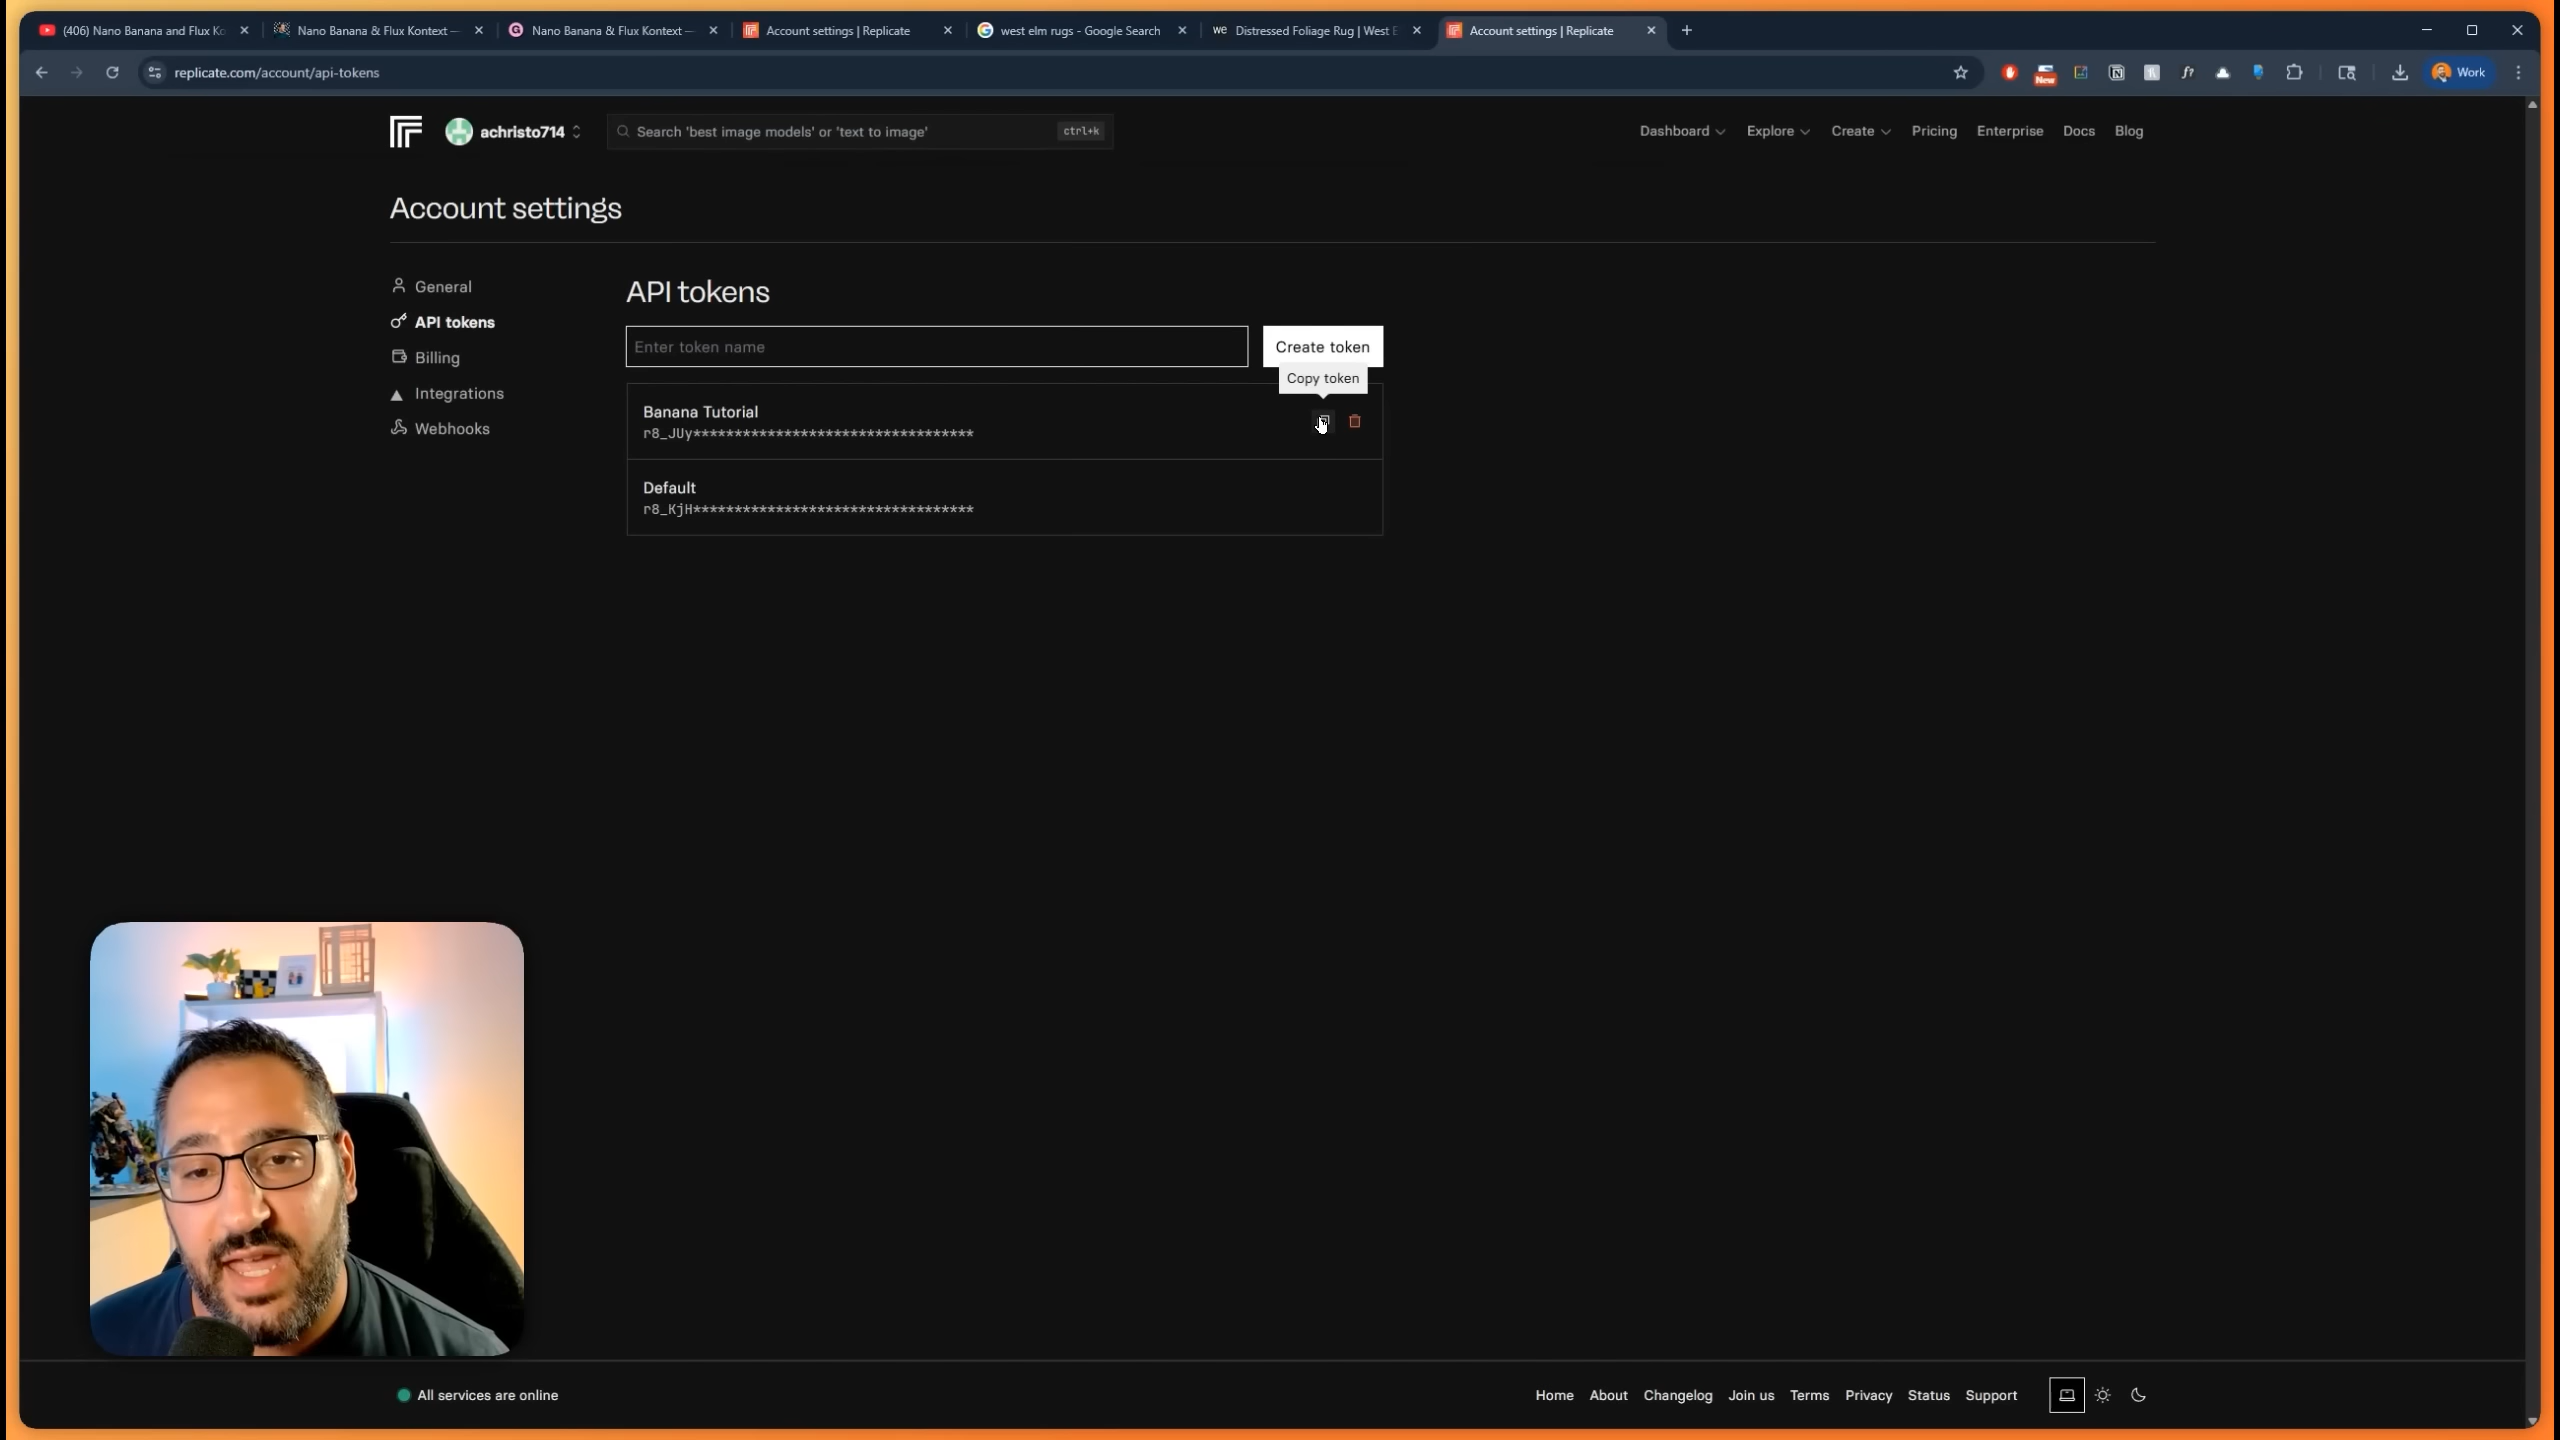 (406) Nano Banana and Flux Ko
Nano Banana & Flux Kontext —
Nano Banana & Flux Kontext —
Account settings | Replicate
west elm rugs - Google Search
we
Distressed Foliage Rug | West E
Account settings | Replicate
replicate.com/account/api-tokens
New
f?
Work
achristo714
Search 'best image models' or 'text to image'
ctrl+k
Dashboard
Explore
Create
Pricing
Enterprise
Docs
Blog
Account settings
General
API tokens
Billing
Integrations
Webhooks
API tokens
Enter token name
Create token
Copy token
Banana Tutorial
r8_JUy**********************************
Default
r8_KjH**********************************
All services are online
Home
About
Changelog
Join us
Terms
Privacy
Status
Support